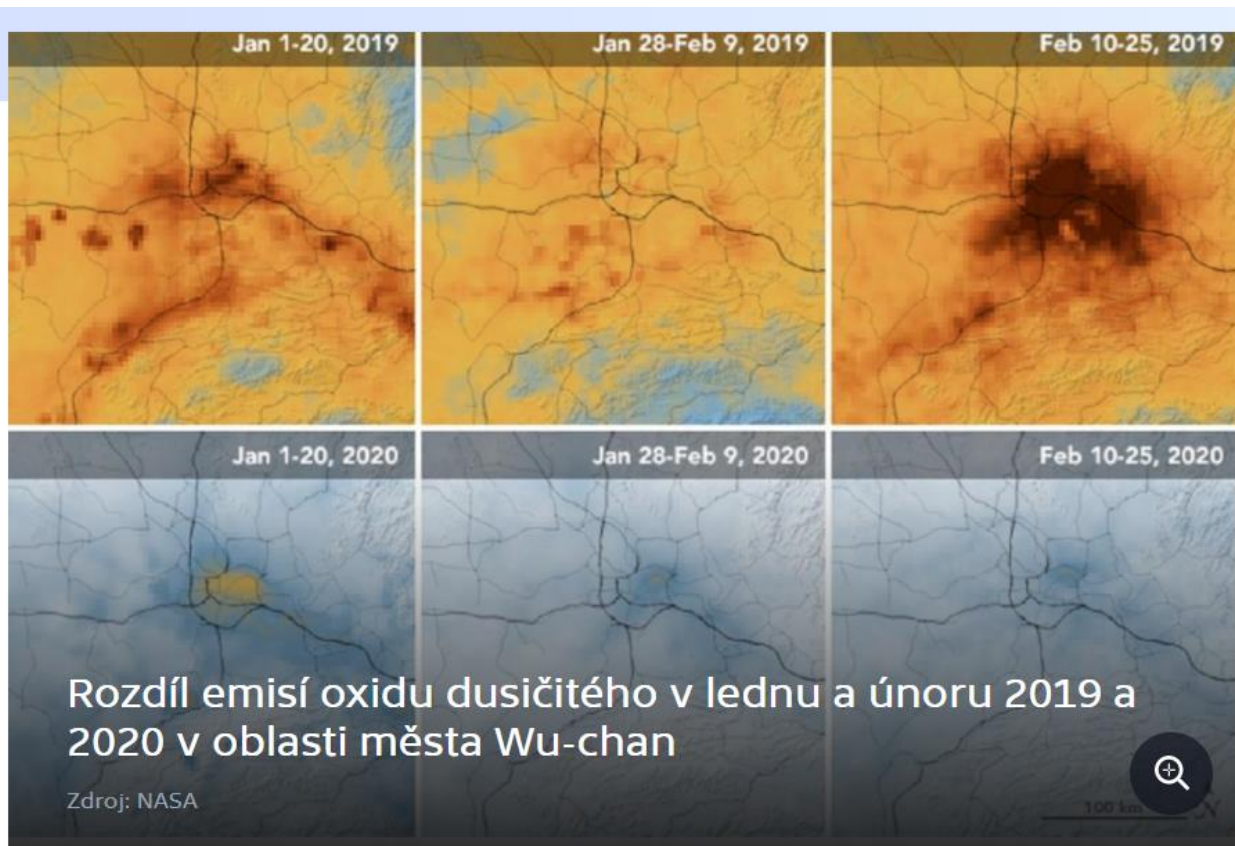 Jan 1-20, 2019
Jan 28-Feb 9, 2019
Feb 10-25, 2019
Jan 1-20, 2020
Jan 28-Feb 9, 2020
Feb 10-25, 2020
Rozdíl emisí oxidu dusičitého v lednu a únoru 2019 a
2020 v oblasti města Wu-chan
Zdroj: NASA
100 km
N